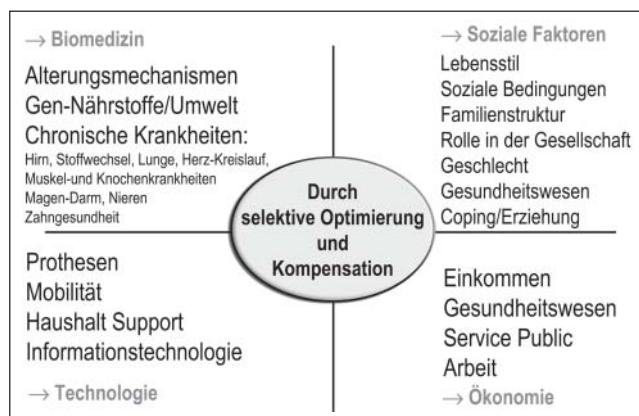 → Biomedizin
Alterungsmechanismen
Gen-Nährstoffe/Umwelt
Chronische Krankheiten:
Hirn, Stoffwechsel, Lunge, Herz-Kreislauf,
Muskel-und Knochenkrankheiten
Magen-Darm, Nieren
Zahngesundheit
→ Soziale Faktoren
Lebensstil
Soziale Bedingungen
Familienstruktur
Rolle in der Gesellschaft
Geschlecht
Gesundheitswesen
Coping/Erziehung
Durch
selektive Optimierung
und
Kompensation
Prothesen
Mobilität
Haushalt Support
Informationstechnologie
→ Technologie
Einkommen
Gesundheitswesen
Service Public
Arbeit
→ Ökonomie